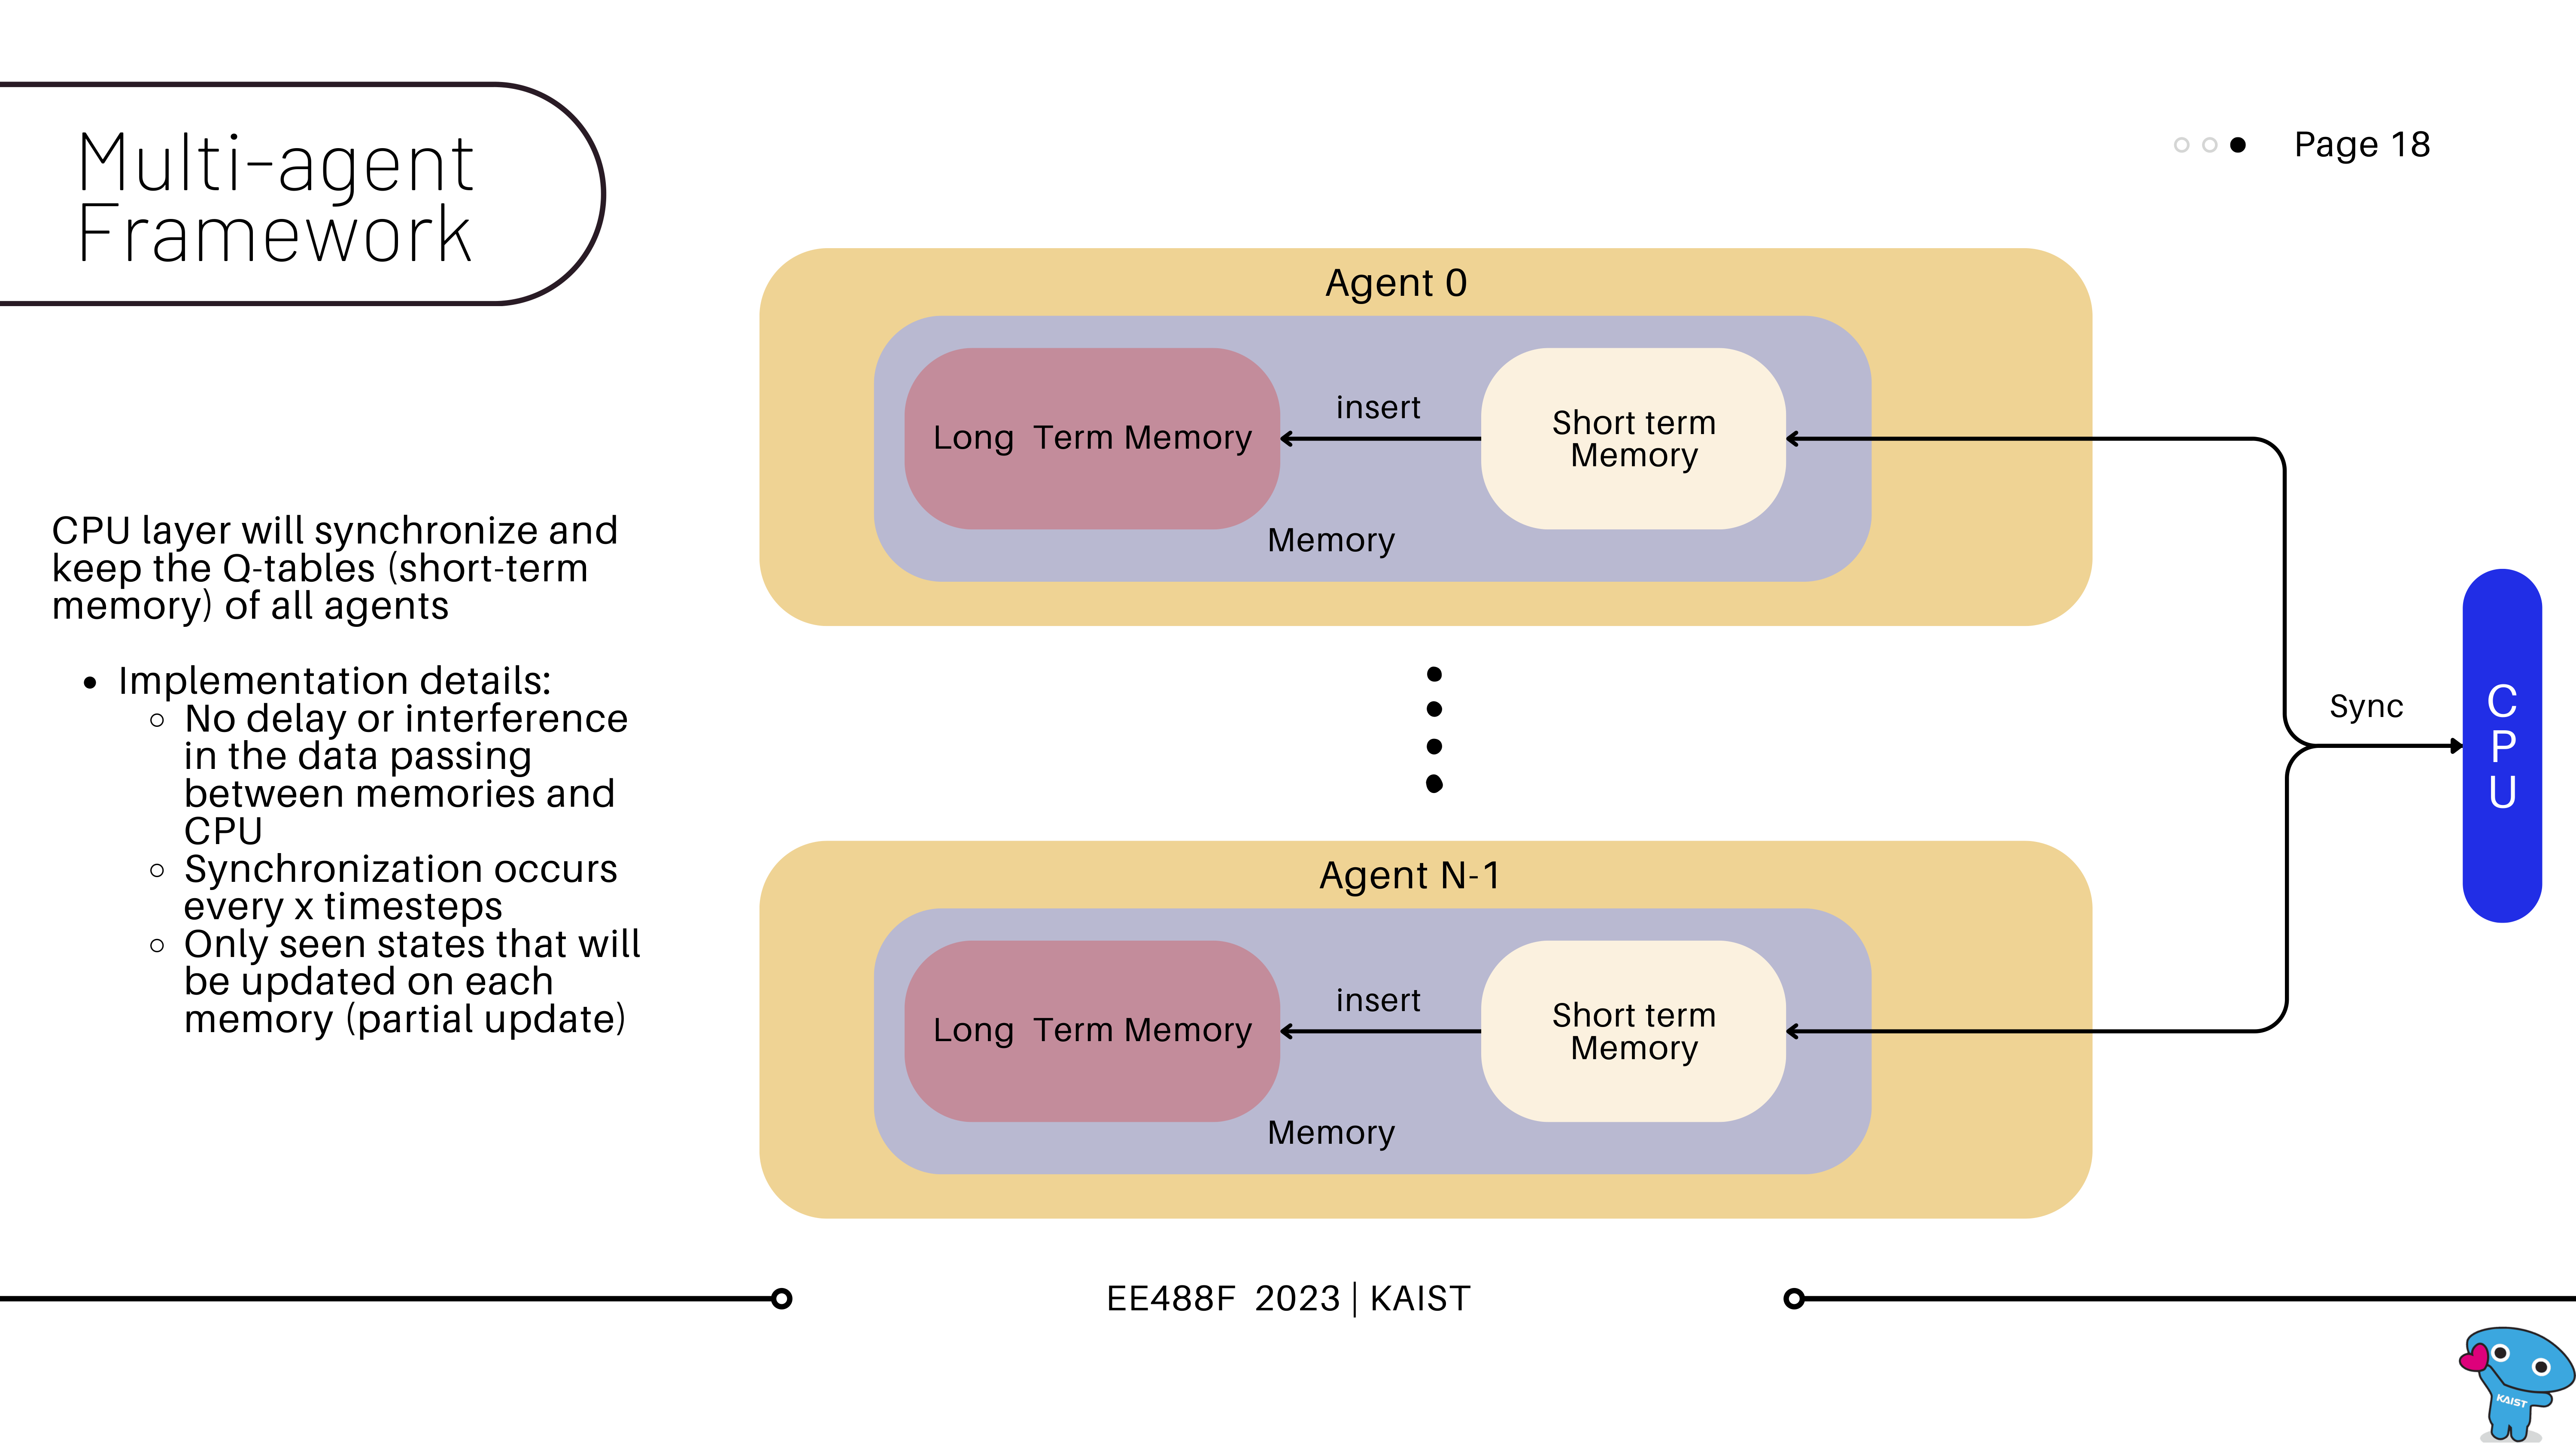 Multi-agent
Framework
Page 18
CPU layer will synchronize and
keep the Q-tables (short-term
memory) of all agents
Implementation details:
No delay or interference
in the data passing
between memories and
CPU
Synchronization occurs
every x timesteps
Only seen states that will
be updated on each
memory (partial update)
Agent 0
Long Term Memory
insert
Short term
Memory
Memory
Agent N-1
Long Term Memory
insert
Short term
Memory
Memory
Sync
C
P
U
EE488F 2023 | KAIST
KAIST